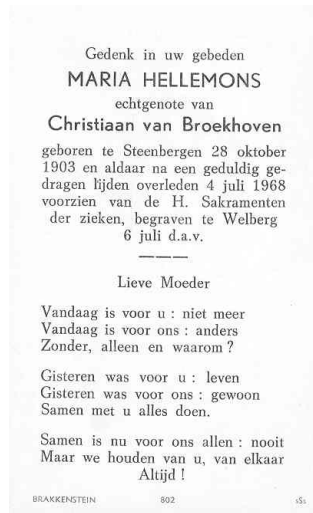 Gedenk in uw gebeden
MARIA HELLEMONS
echtgenote van
Christiaan van Broekhoven
geboren te Steenbergen 28 oktober
1903 en aldaar na een geduldig ge-
dragen lijden overleden 4 juli 1968
voorzien van de H. Sakramenten
der zieken, begraven te Welberg
6 juli d.a.v.
Lieve Moeder
Vandaag is voor u : niet meer
Vandaag is voor ons : anders
Zonder, alleen en waarom ?
Gisteren was voor u : leven
Gisteren was voor ons : gewoon
Samen met u alles doen.
Samen is nu voor ons allen : nooit
Maar we houden van u, van elkaar
Altijd !
BRAKKENSTEIN 802